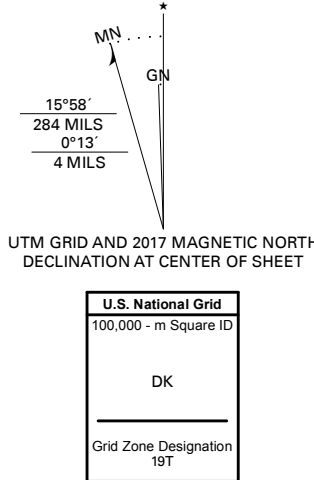 ★
MN
GN
15°58´
284 MILS
0°13´
4 MILS
UTM GRID AND 2017 MAGNETIC NORTH
DECLINATION AT CENTER OF SHEET
U.S. National Grid
100,000 - m Square ID
DK
Grid Zone Designation
19T